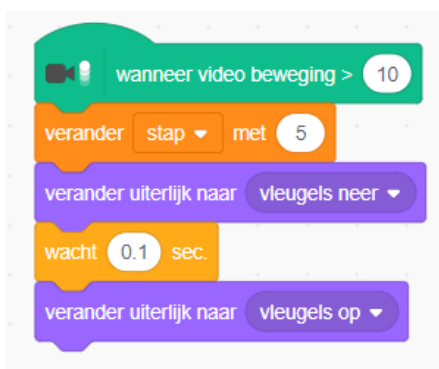 wanneer video beweging > 10
verander stap met 5
verander uiterlijk naar vleugels neer
wacht 0.1 sec.
verander uiterlijk naar vleugels op